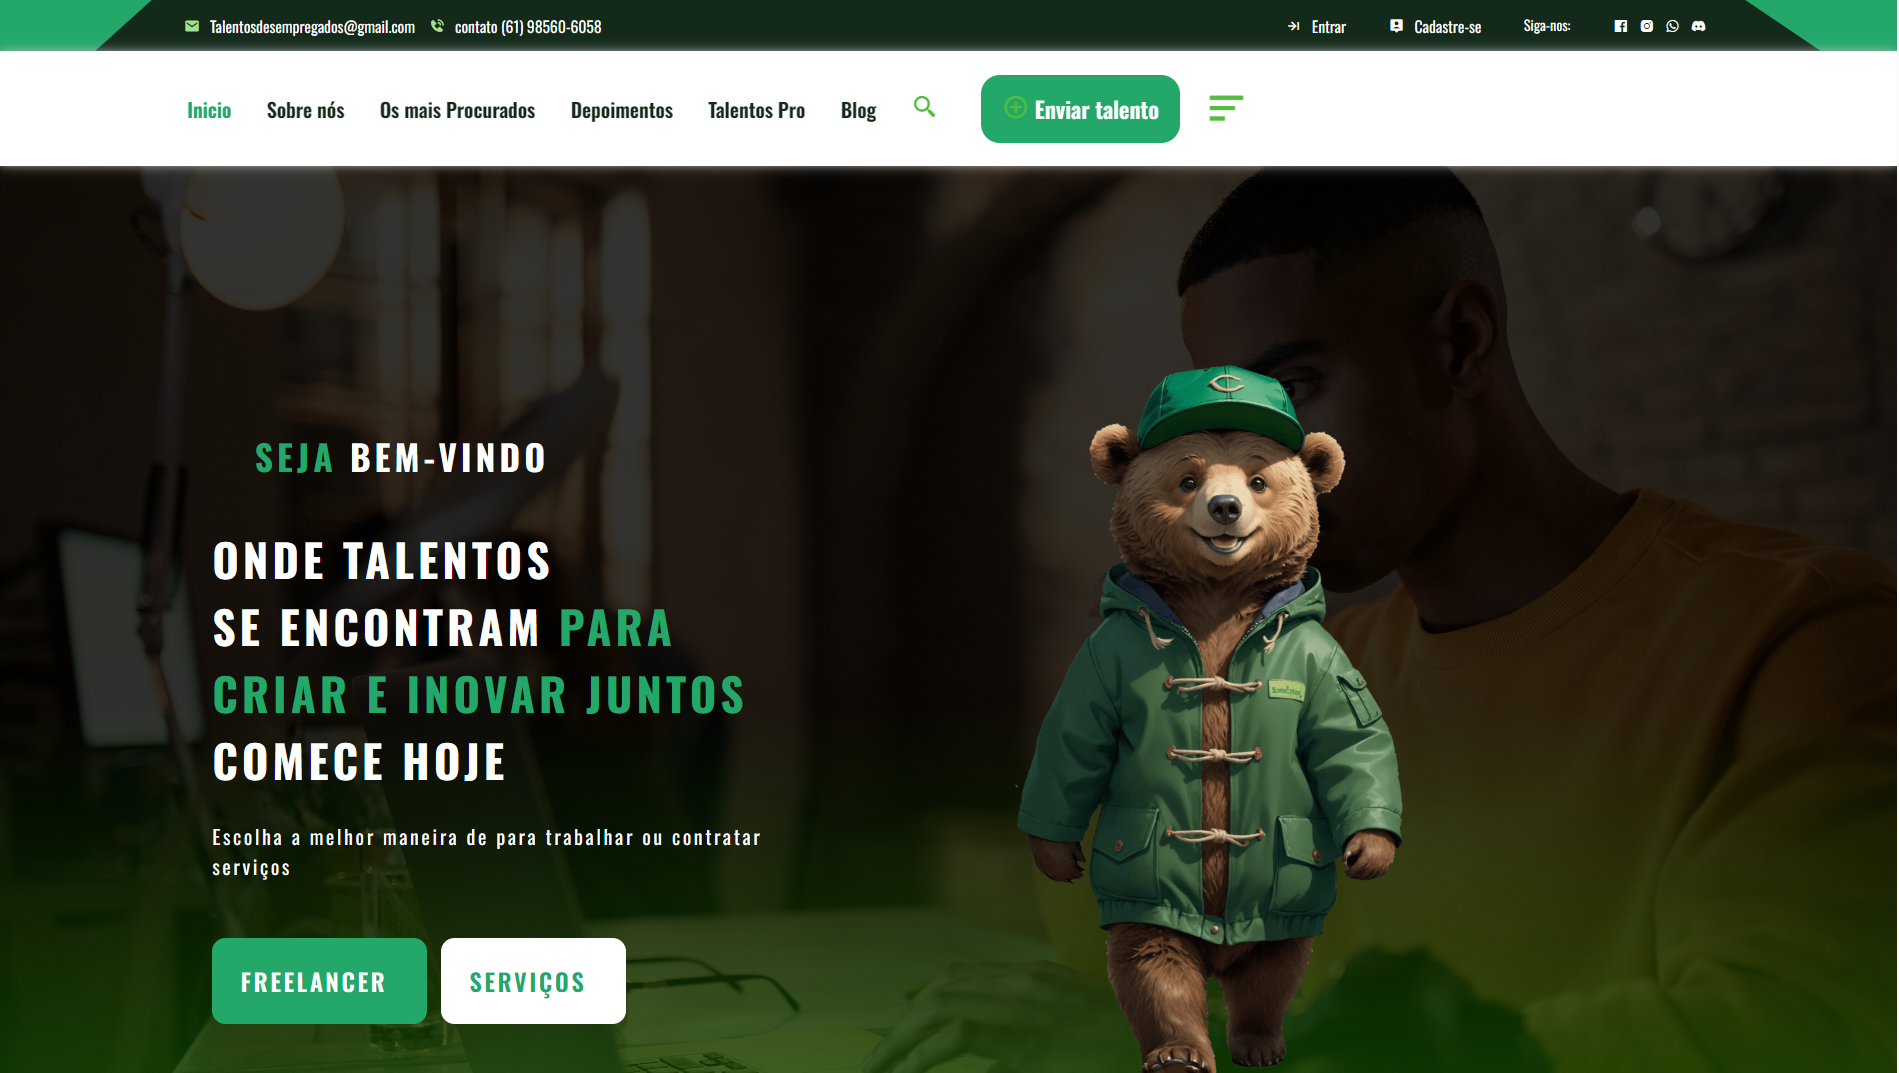 Talentosdesempregados@gmail.com contato (61) 98560-6058 Entrar Cadastre-se Siga-nos:
Inicio Sobre nós Os mais Procurados Depoimentos Talentos Pro Blog Enviar talento
SEJA BEM-VINDO
ONDE TALENTOS
SE ENCONTRAM PARA
CRIAR E INOVAR JUNTOS
COMECE HOJE
Escolha a melhor maneira de para trabalhar ou contratar
serviços
FREELANCER SERVIÇOS